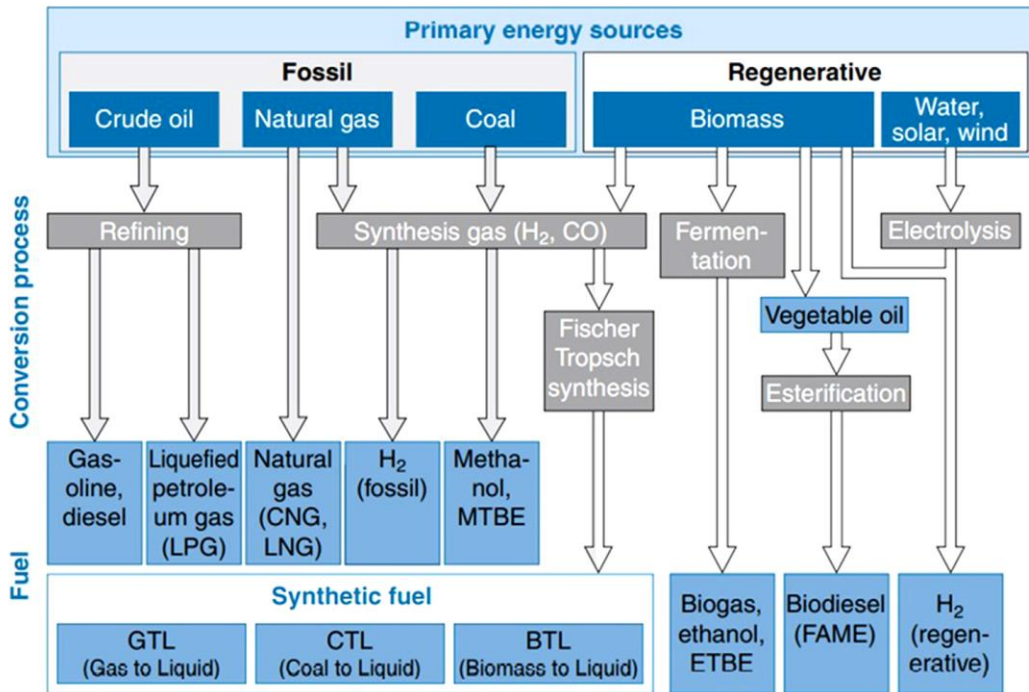 Primary energy sources
Fossil
Regenerative
Crude oil
Natural gas
Coal
Biomass
Water,
solar, wind
Conversion process
Refining
Synthesis gas (H₂, CO)
Fermen-
tation
Electrolysis
Vegetable oil
Fischer
Tropsch
synthesis
Esterification
Fuel
Gas-
oline,
diesel
Liquefied
petrole-
um gas
(LPG)
Natural
gas
(CNG,
LNG)
H₂
(fossil)
Metha-
nol,
MTBE
Synthetic fuel
GTL
(Gas to Liquid)
CTL
(Coal to Liquid)
BTL
(Biomass to Liquid)
Biogas,
ethanol,
ETBE
Biodiesel
(FAME)
H₂
(regen-
erative)